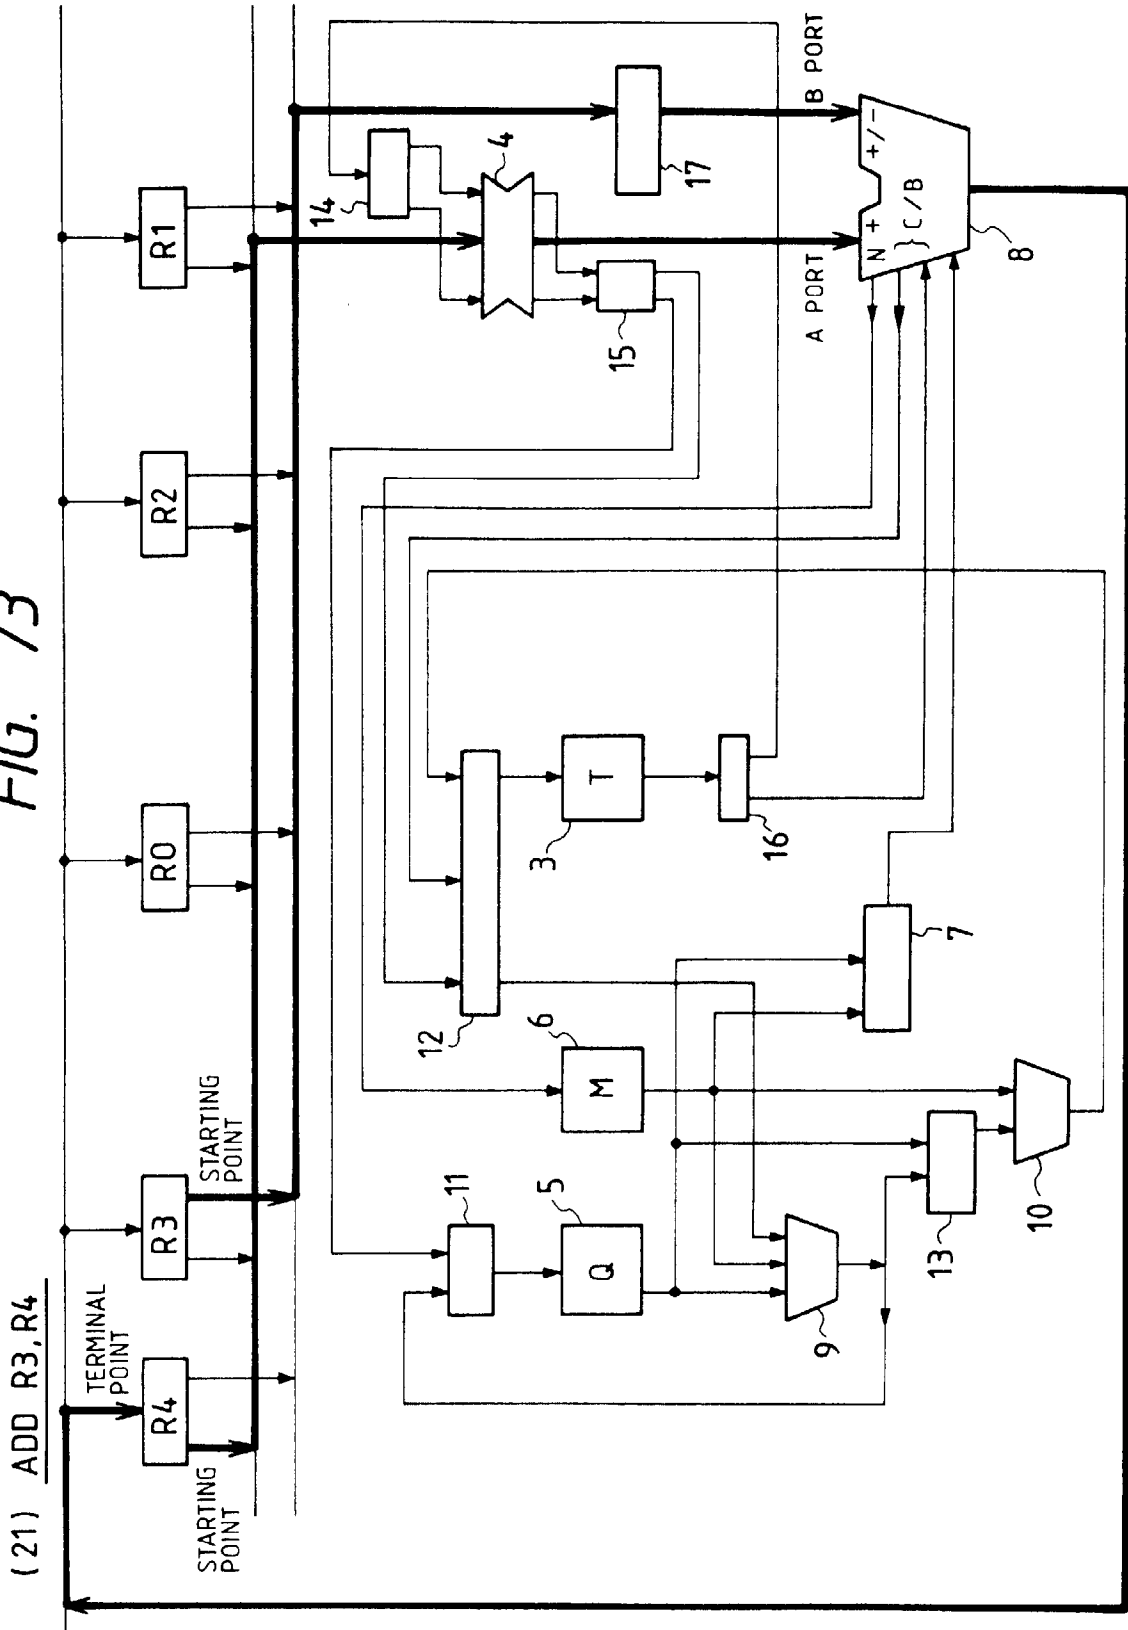 FIG. 13
(21) ADD R3, R4
TERMINAL
POINT
STARTING
POINT
STARTING
POINT
R4
R3
R0
R2
R1
14
4
15
17
A PORT
B PORT
N + +/-
} C/B
8
12
T
3
16
7
M
6
11
Q
5
9
13
10